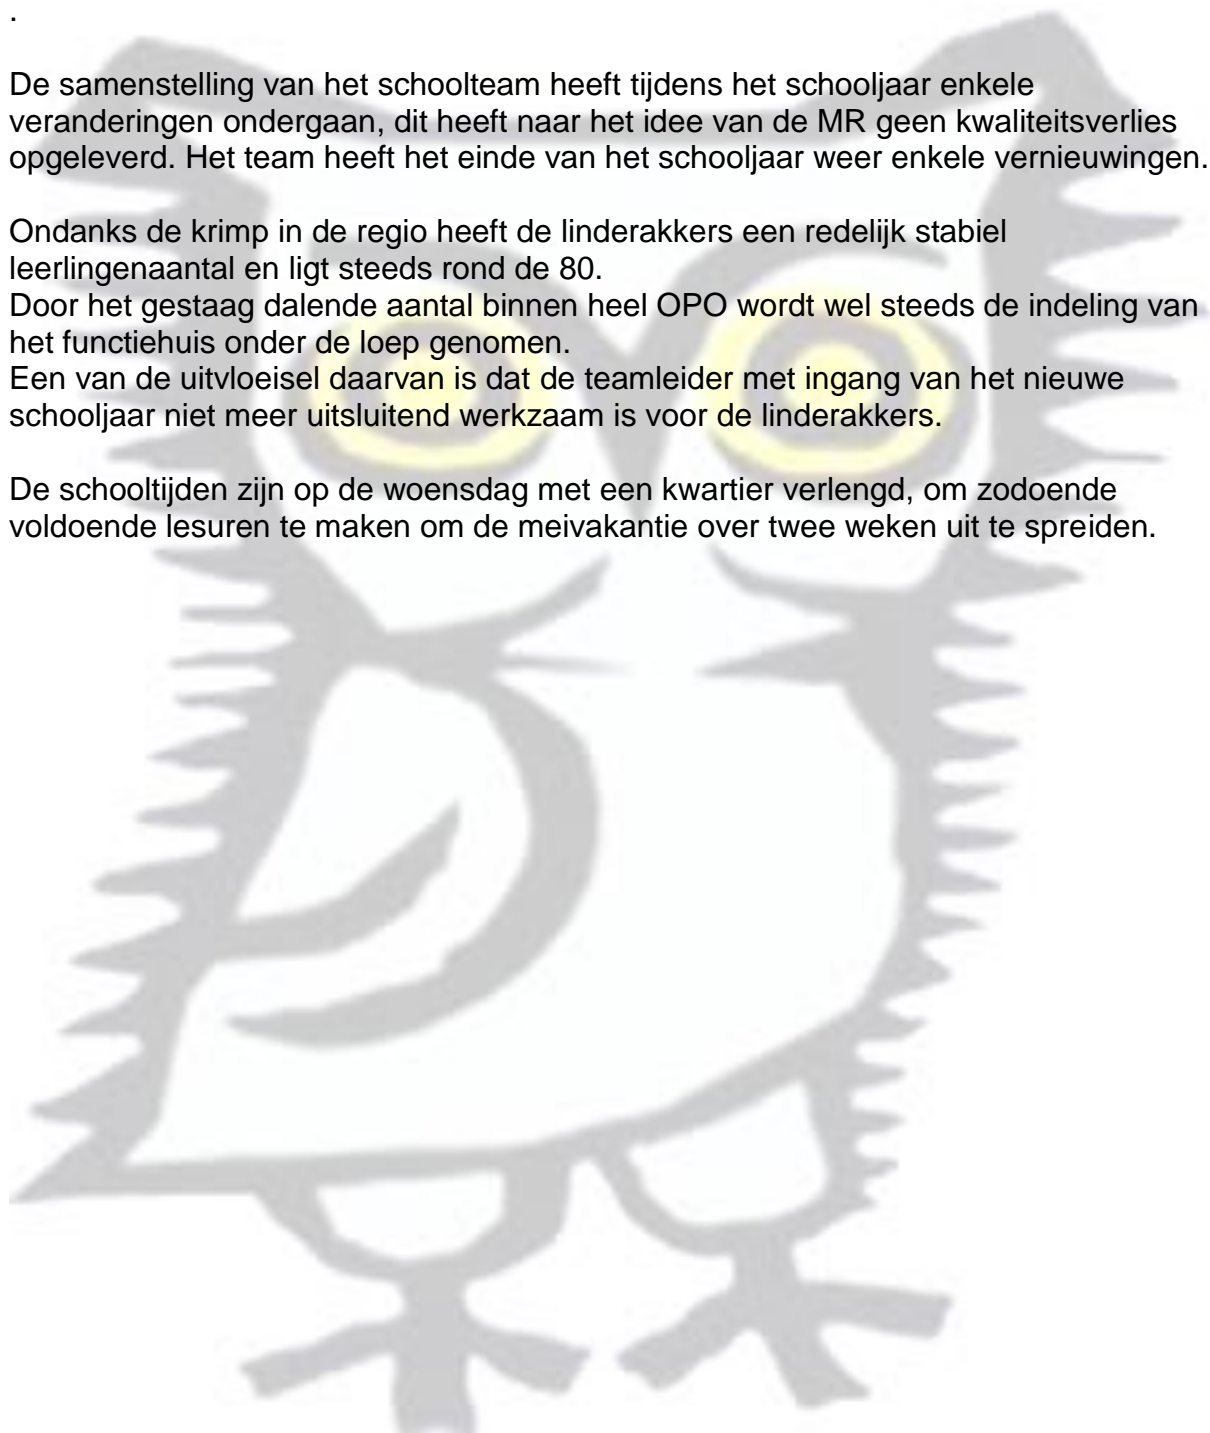 .
De samenstelling van het schoolteam heeft tijdens het schooljaar enkele
veranderingen ondergaan, dit heeft naar het idee van de MR geen kwaliteitsverlies
opgeleverd. Het team heeft het einde van het schooljaar weer enkele vernieuwingen.
Ondanks de krimp in de regio heeft de linderakkers een redelijk stabiel
leerlingenaantal en ligt steeds rond de 80.
Door het gestaag dalende aantal binnen heel OPO wordt wel steeds de indeling van
het functiehuis onder de loep genomen.
Een van de uitvloeisel daarvan is dat de teamleider met ingang van het nieuwe
schooljaar niet meer uitsluitend werkzaam is voor de linderakkers.
De schooltijden zijn op de woensdag met een kwartier verlengd, om zodoende
voldoende lesuren te maken om de meivakantie over twee weken uit te spreiden.